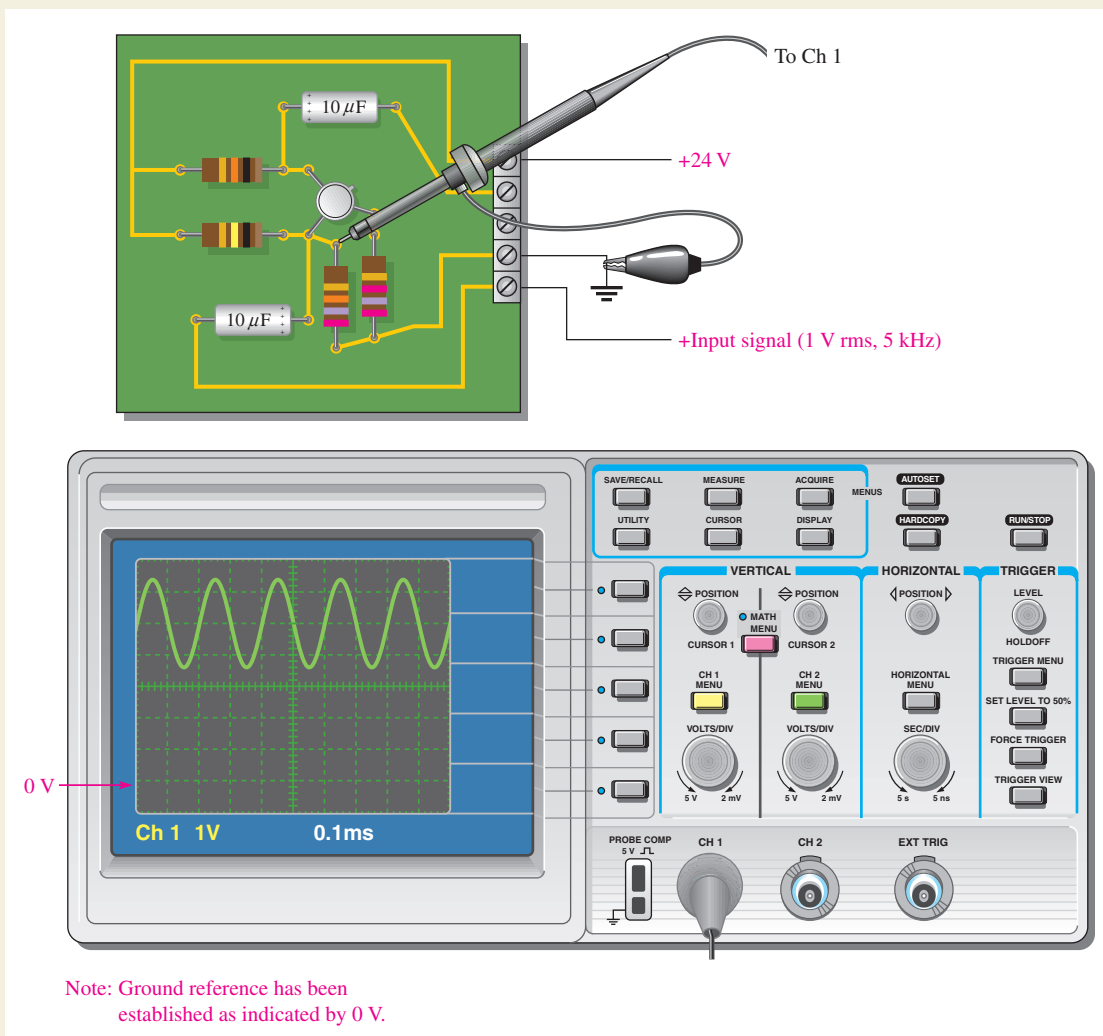 To Ch 1
10 μF
+24 V
10 μF
+Input signal (1 V rms, 5 kHz)
SAVE/RECALL MEASURE ACQUIRE MENUS AUTOSET
UTILITY CURSOR DISPLAY HARDCOPY RUN/STOP
VERTICAL HORIZONTAL TRIGGER
POSITION POSITION POSITION LEVEL
MATH
MENU
CURSOR 1 CURSOR 2 HOLDOFF
TRIGGER MENU
CH 1
MENU
CH 2
MENU
HORIZONTAL
MENU
SET LEVEL TO 50%
VOLTS/DIV VOLTS/DIV SEC/DIV FORCE TRIGGER
TRIGGER VIEW
5 V 2 mV 5 V 2 mV 5 s 5 ns
0 V
Ch 1 1V 0.1ms
PROBE COMP
5 V
CH 1 CH 2 EXT TRIG
Note: Ground reference has been
established as indicated by 0 V.